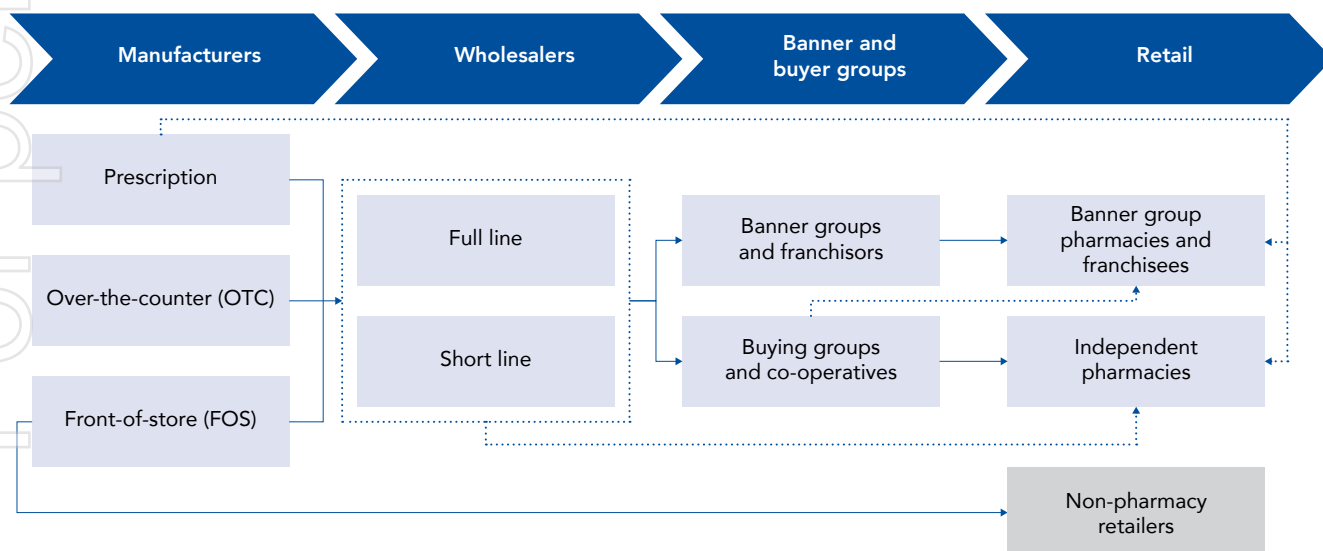 Manufacturers
Wholesalers
Banner and
buyer groups
Retail
Prescription
Over-the-counter (OTC)
Front-of-store (FOS)
Full line
Short line
Banner groups
and franchisors
Buying groups
and co-operatives
Banner group
pharmacies and
franchisees
Independent
pharmacies
Non-pharmacy
retailers